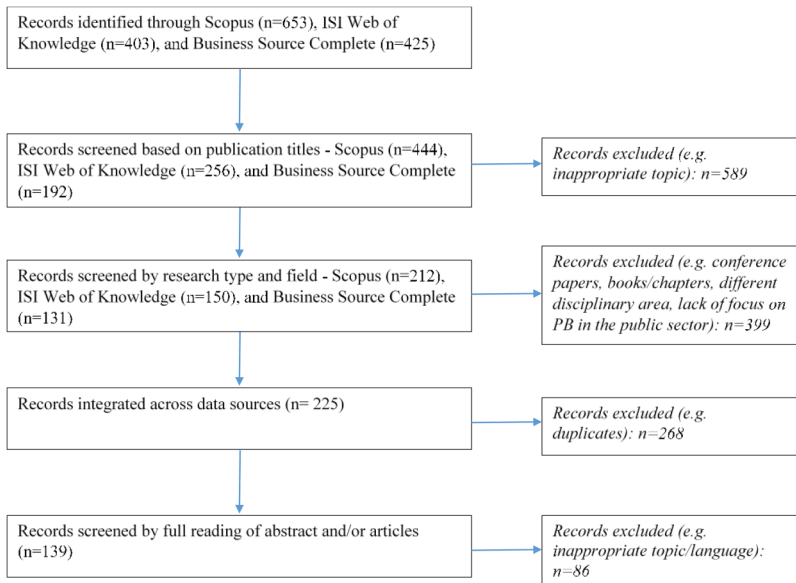 Records identified through Scopus (n=653), ISI Web of
Knowledge (n=403), and Business Source Complete (n=425)
Records screened based on publication titles - Scopus (n=444),
ISI Web of Knowledge (n=256), and Business Source Complete
(n=192)
Records excluded (e.g.
inappropriate topic): n=589
Records screened by research type and field - Scopus (n=212),
ISI Web of Knowledge (n=150), and Business Source Complete
(n=131)
Records excluded (e.g. conference
papers, books/chapters, different
disciplinary area, lack of focus on
PB in the public sector): n=399
Records integrated across data sources (n= 225)
Records excluded (e.g.
duplicates): n=268
Records screened by full reading of abstract and/or articles
(n=139)
Records excluded (e.g.
inappropriate topic/language):
n=86